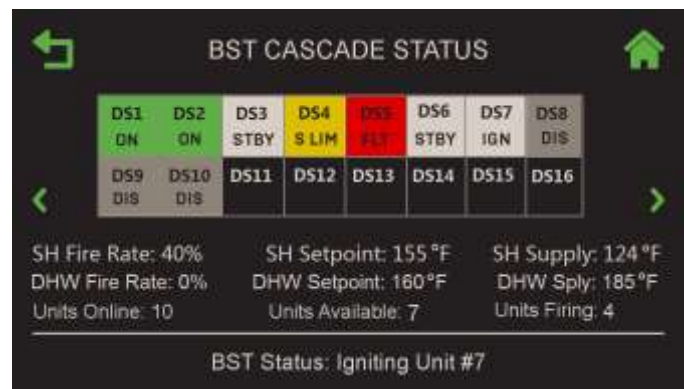 BST CASCADE STATUS
DS1 DS2 DS3 DS4 DS5 DS6 DS7 DS8
ON ON STBY S LIM FLT STBY IGN DIS
DS9 DS10 DS11 DS12 DS13 DS14 DS15 DS16
DIS DIS
SH Fire Rate: 40% SH Setpoint: 155°F SH Supply: 124°F
DHW Fire Rate: 0% DHW Setpoint: 160°F DHW Sply: 185°F
Units Online: 10 Units Available: 7 Units Firing: 4
BST Status: Igniting Unit #7